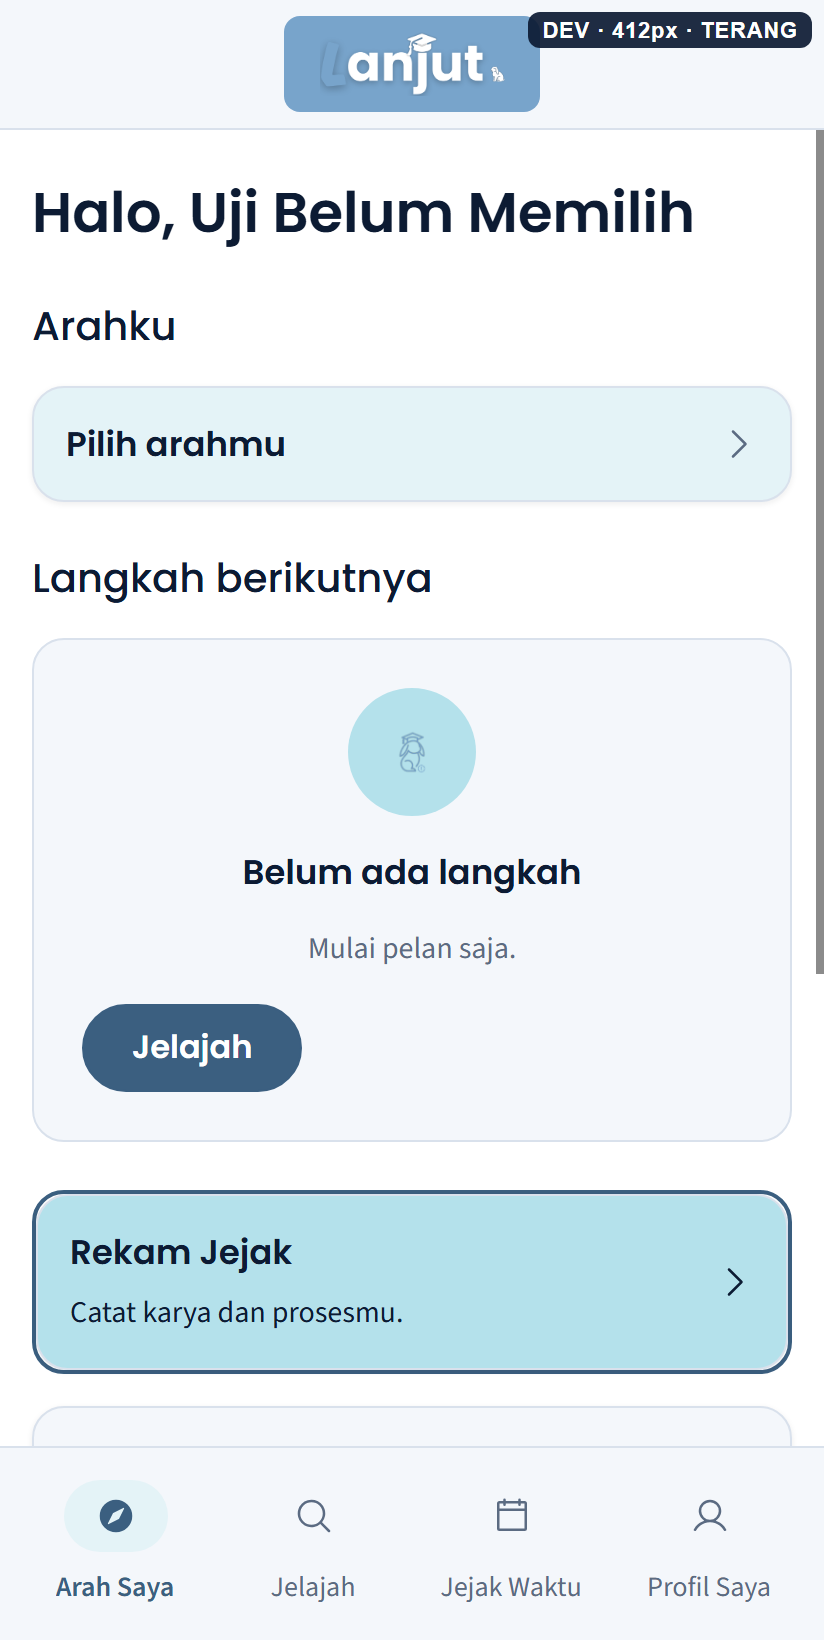 Lanjut
DEV · 412px · TERANG
Halo, Uji Belum Memilih
Arahku
Pilih arahmu
Langkah berikutnya
Belum ada langkah
Mulai pelan saja.
Jelajah
Rekam Jejak
Catat karya dan prosesmu.
Arah Saya
Jelajah
Jejak Waktu
Profil Saya